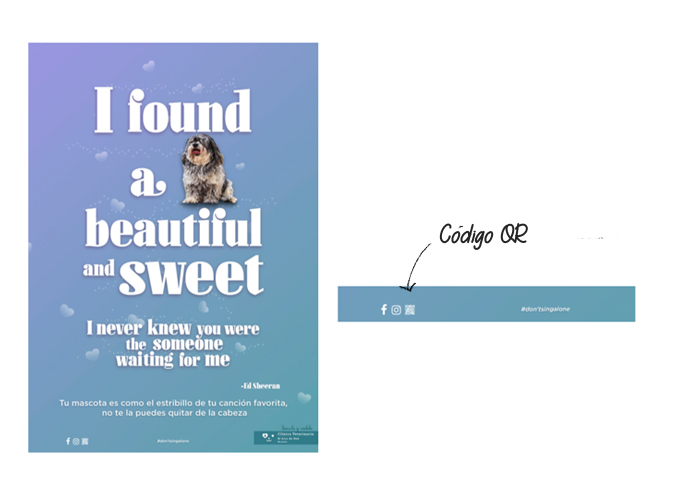 I found
a
beautiful
and sweet
I never knew you were
the someone
waiting for me
-Ed Sheeran
Tu mascota es como el estribillo de tu canción favorita,
no te la puedes quitar de la cabeza
#don'tsingalone
Clínica Veterinaria
Código QR
#don'tsingalone